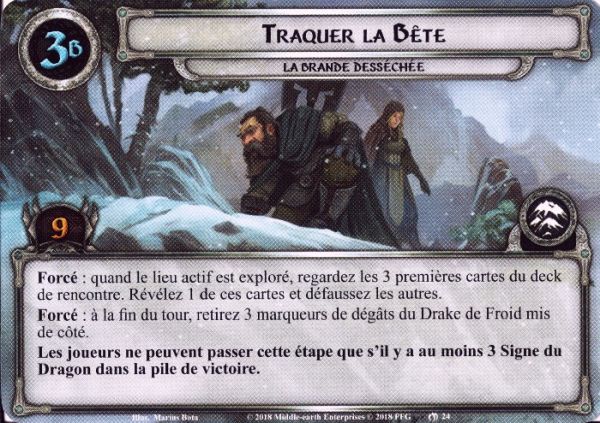 3B
TRAQUER LA BÊTE
LA BRANDE DESSÉCHÉE
9
Forcé : quand le lieu actif est exploré, regardez les 3 premières cartes du deck
de rencontre. Révélez 1 de ces cartes et défaussez les autres.
Forcé : à la fin du tour, retirez 3 marqueurs de dégâts du Drake de Froid mis
de côté.
Les joueurs ne peuvent passer cette étape que s'il y a au moins 3 Signe du
Dragon dans la pile de victoire.
Illus. Marius Bota © 2018 Middle-earth Enterprises © 2018 FFG 24